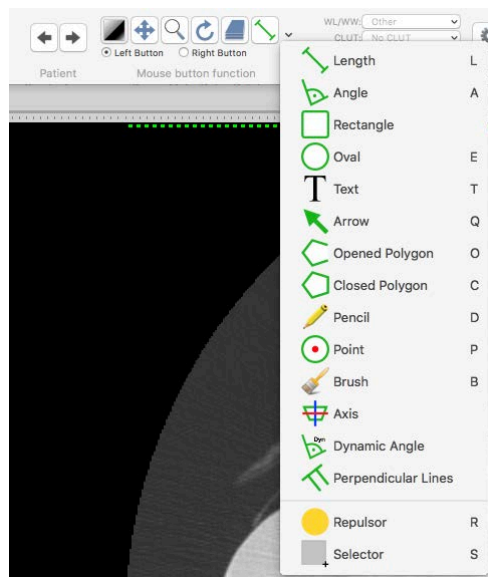 WL/WW: Other
CLUT: No CLUT
Left Button Right Button
Patient Mouse button function
Length L
Angle A
Rectangle
Oval E
Text T
Arrow Q
Opened Polygon O
Closed Polygon C
Pencil D
Point P
Brush B
Axis
Dyn
Dynamic Angle
Perpendicular Lines
Repulsor R
Selector S